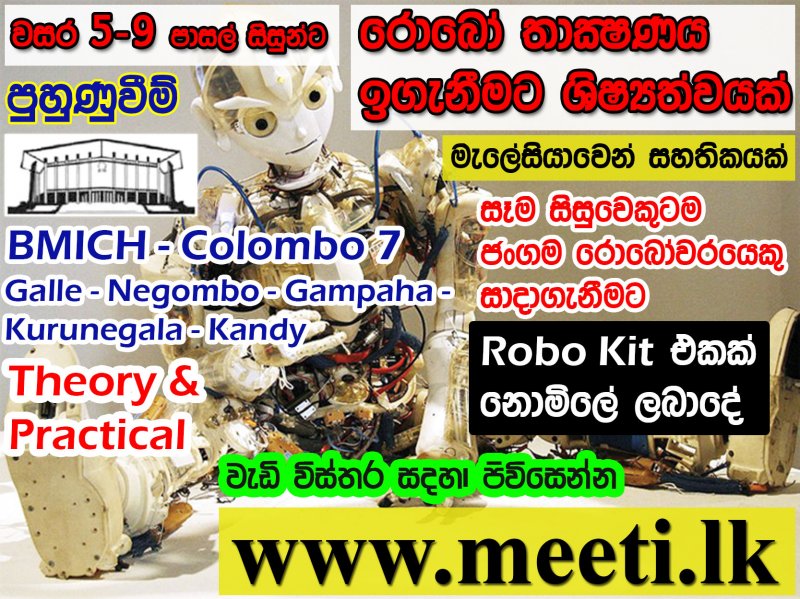 වසර 5-9 පාසල් සිසුන්ට
පුහුණුවීම්
රොබෝ තාක්ෂණය
ඉගැනීමට ශිෂ්‍යත්වයක්
මැලේසියාවෙන් සහතිකයක්
BMICH - Colombo 7
Galle - Negombo - Gampaha -
Kurunegala - Kandy
Theory &
Practical
සෑම සිසුවෙකුටම
ජංගම රොබෝවරයෙකු
සාදාගැනීමට
Robo Kit එකක්
නොමිලේ ලබාදේ
වැඩි විස්තර සදහා පිවිසෙන්න
www.meeti.lk